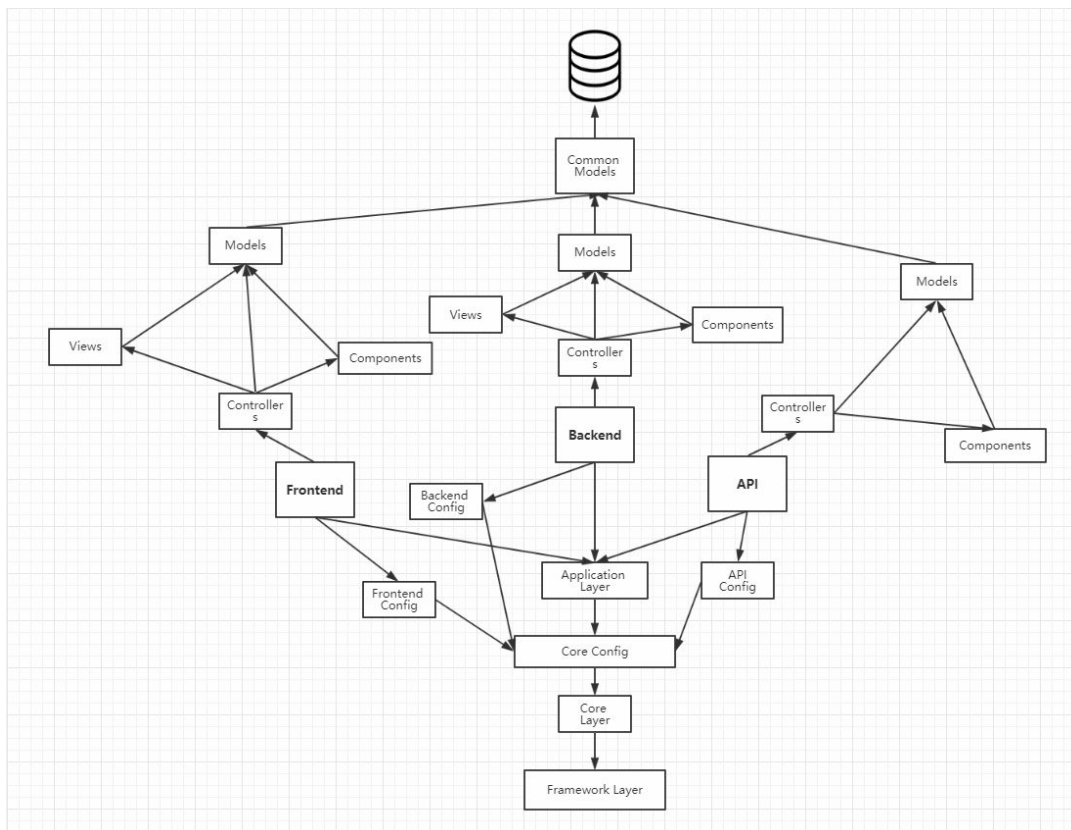 Common
Models
Models
Models
Models
Views
Components
Views
Components
Controller
s
Controller
s
Controller
s
Components
Backend
Frontend
API
Backend
Config
Application
Layer
API
Config
Frontend
Config
Core Config
Core
Layer
Framework Layer